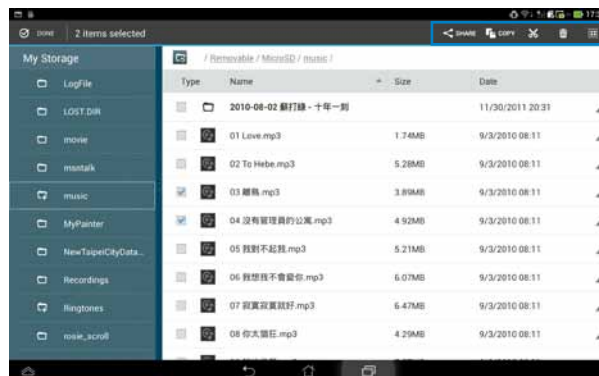 DONE 2 items selected SHARE COPY
My Storage / Removable / MicroSD / music /
LogFile Type Name Size Date
LOST.DIR 2010-08-02 蘇打綠 - 十年一刻 11/30/2011 20:31
movie 01 Love.mp3 1.74MB 9/3/2010 08:11
msntalk 02 To Hebe.mp3 5.28MB 9/3/2010 08:11
music 03 離島.mp3 3.89MB 9/3/2010 08:11
MyPainter 04 沒有管理員的公寓.mp3 4.92MB 9/3/2010 08:11
NewTaipeiCityData... 05 我對不起我.mp3 5.21MB 9/3/2010 08:11
Recordings 06 我想我不會愛你.mp3 6.07MB 9/3/2010 08:11
Ringtones 07 寂寞寂寞就好.mp3 6.47MB 9/3/2010 08:11
rosie_scroll 08 你太猖狂.mp3 4.29MB 9/3/2010 08:11